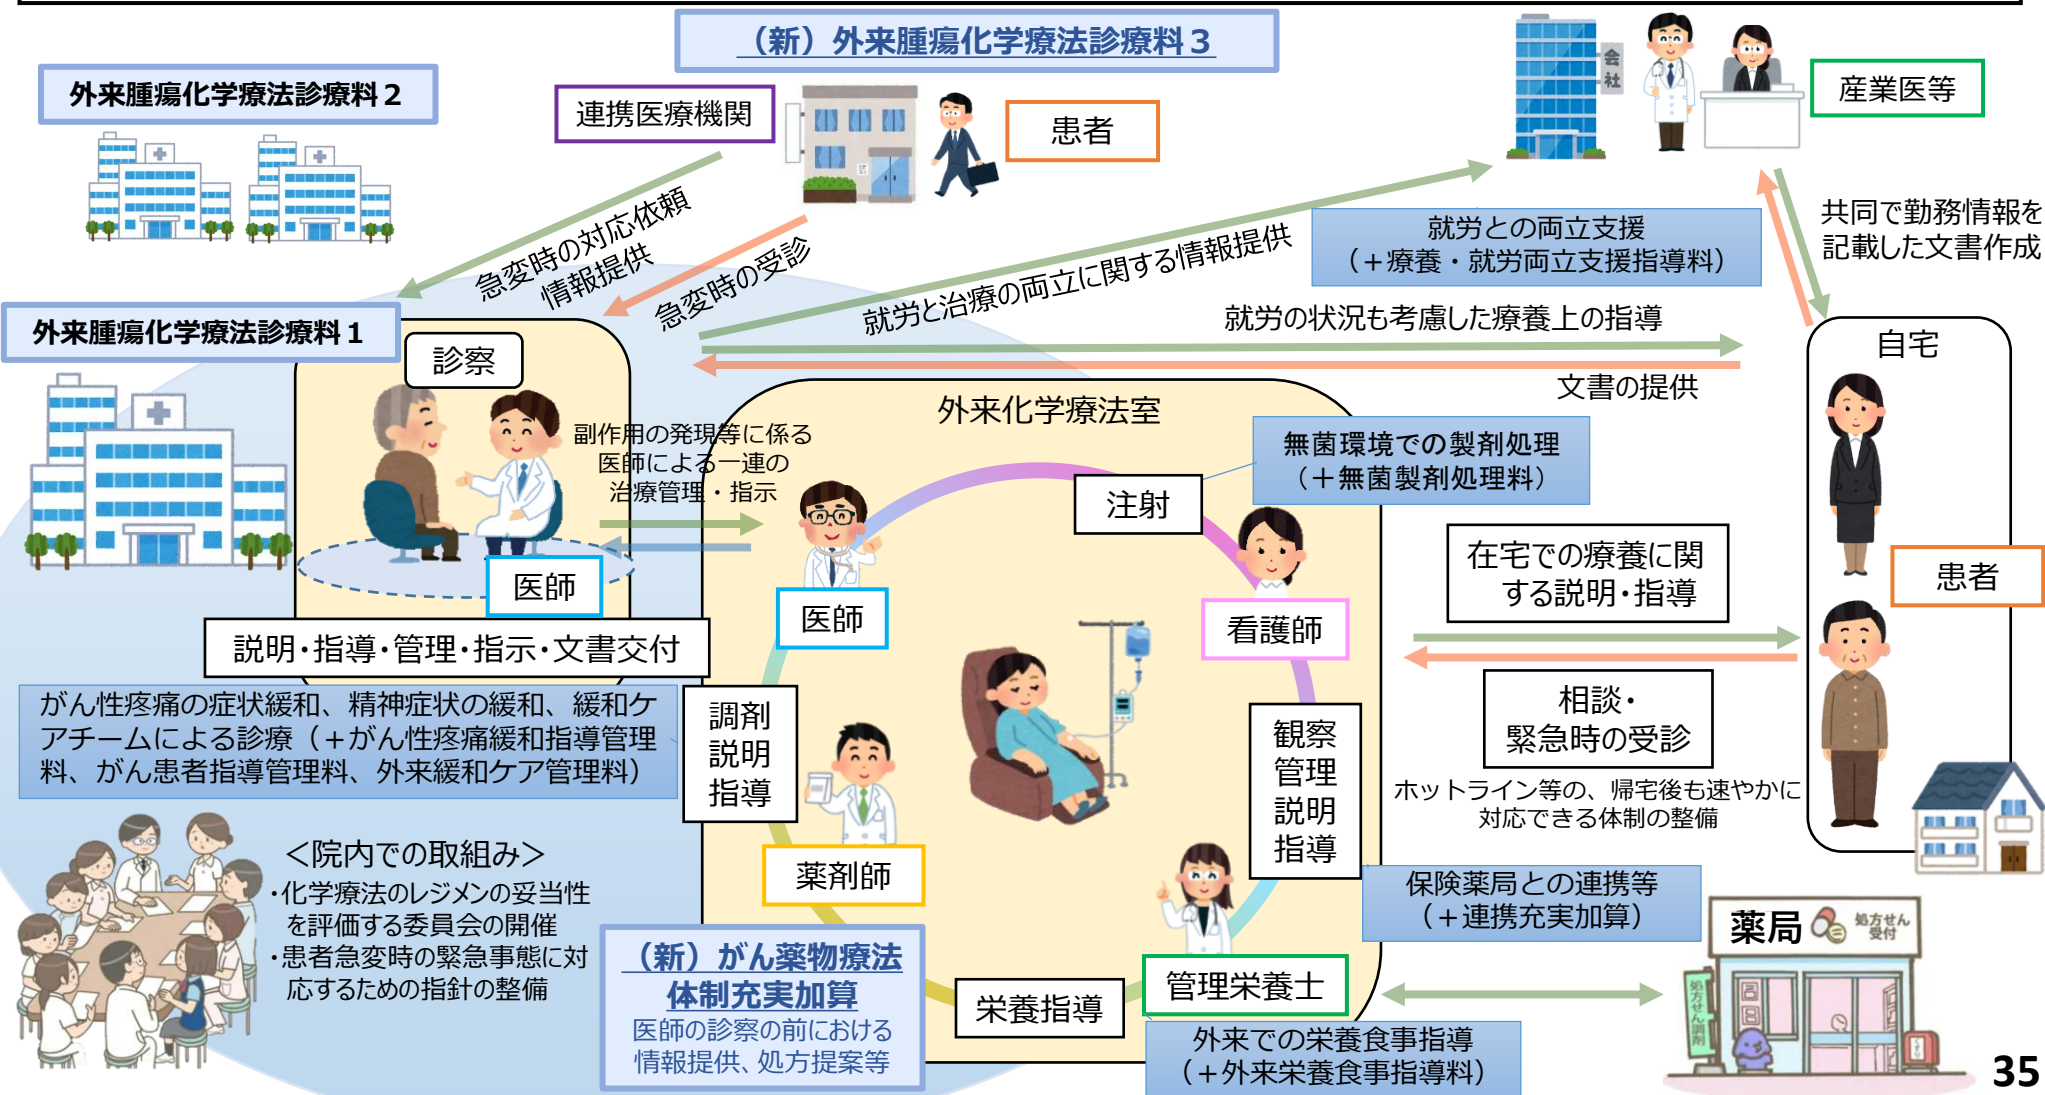 （新）外来腫瘍化学療法診療料３
外来腫瘍化学療法診療料２
連携医療機関
患者
会社
産業医等
急変時の対応依頼
情報提供
急変時の受診
就労と治療の両立に関する情報提供
就労との両立支援
（＋療養・就労両立支援指導料）
共同で勤務情報を
記載した文書作成
外来腫瘍化学療法診療料１
就労の状況も考慮した療養上の指導
文書の提供
自宅
診察
外来化学療法室
副作用の発現等に係る
医師による一連の
治療管理・指示
無菌環境での製剤処理
（＋無菌製剤処理料）
注射
医師
医師
看護師
在宅での療養に関
する説明・指導
患者
説明・指導・管理・指示・文書交付
がん性疼痛の症状緩和、精神症状の緩和、緩和ケ
アチームによる診療（＋がん性疼痛緩和指導管理
料、がん患者指導管理料、外来緩和ケア管理料）
調剤
説明
指導
観察
管理
説明
指導
相談・
緊急時の受診
ホットライン等の、帰宅後も速やかに
対応できる体制の整備
＜院内での取組み＞
・化学療法のレジメンの妥当性
を評価する委員会の開催
・患者急変時の緊急事態に対
応するための指針の整備
薬剤師
保険薬局との連携等
（＋連携充実加算）
（新）がん薬物療法
体制充実加算
医師の診察の前における
情報提供、処方提案等
栄養指導
管理栄養士
外来での栄養食事指導
（＋外来栄養食事指導料）
薬局
処方せん
受付
処方せん調剤
くすり
35